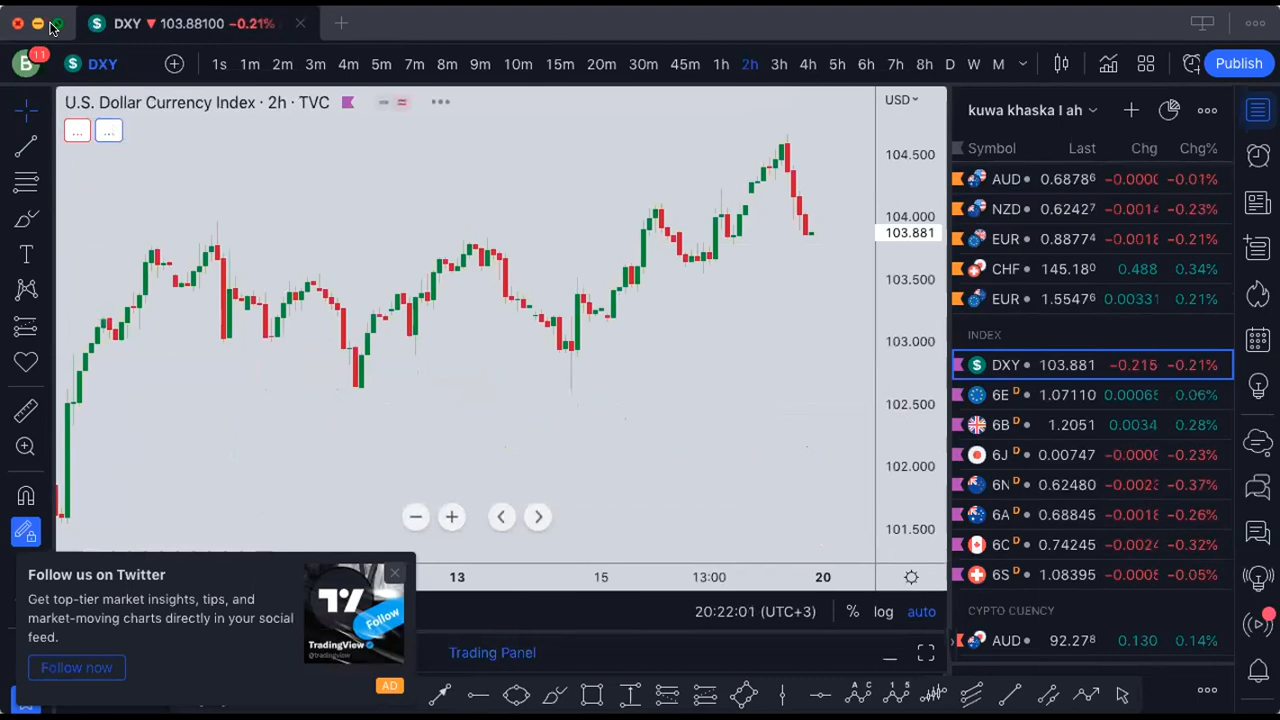 DXY ▼ 103.88100 −0.21%
B 11
$ DXY
1s 1m 2m 3m 4m 5m 7m 8m 9m 10m 15m 20m 30m 45m 1h 2h 3h 4h 5h 6h 7h 8h D W M
Publish
U.S. Dollar Currency Index · 2h · TVC
USD
... ...
104.500
104.000
103.881
103.500
103.000
102.500
102.000
101.500
13 15 13:00 20
20:22:01 (UTC+3) % log auto
Trading Panel
Follow us on Twitter
Get top-tier market insights, tips, and
market-moving charts directly in your social
feed.
Follow now
Follow
TradingView
@tradingview
AD
kuwa khaska I ah
Symbol Last Chg Chg%
AUD 0.6878⁶ −0.000 −0.01%
NZD 0.62427 −0.001 −0.23%
EUR 0.8877⁴ −0.0018 −0.21%
CHF 145.18⁰ 0.488 0.34%
EUR 1.5547⁶ 0.00331 0.21%
INDEX
DXY 103.881 −0.215 −0.21%
6E D 1.07110 0.00065 0.06%
6B D 1.2051 0.0034 0.28%
6J D 0.00747 −0.000 −0.23%
6N D 0.62480 −0.002 −0.37%
6A D 0.68845 −0.0018 −0.26%
6C D 0.74245 −0.002 −0.32%
6S D 1.08395 −0.000 −0.05%
CYPTO CUENCY
AUD 92.27⁸ 0.130 0.14%